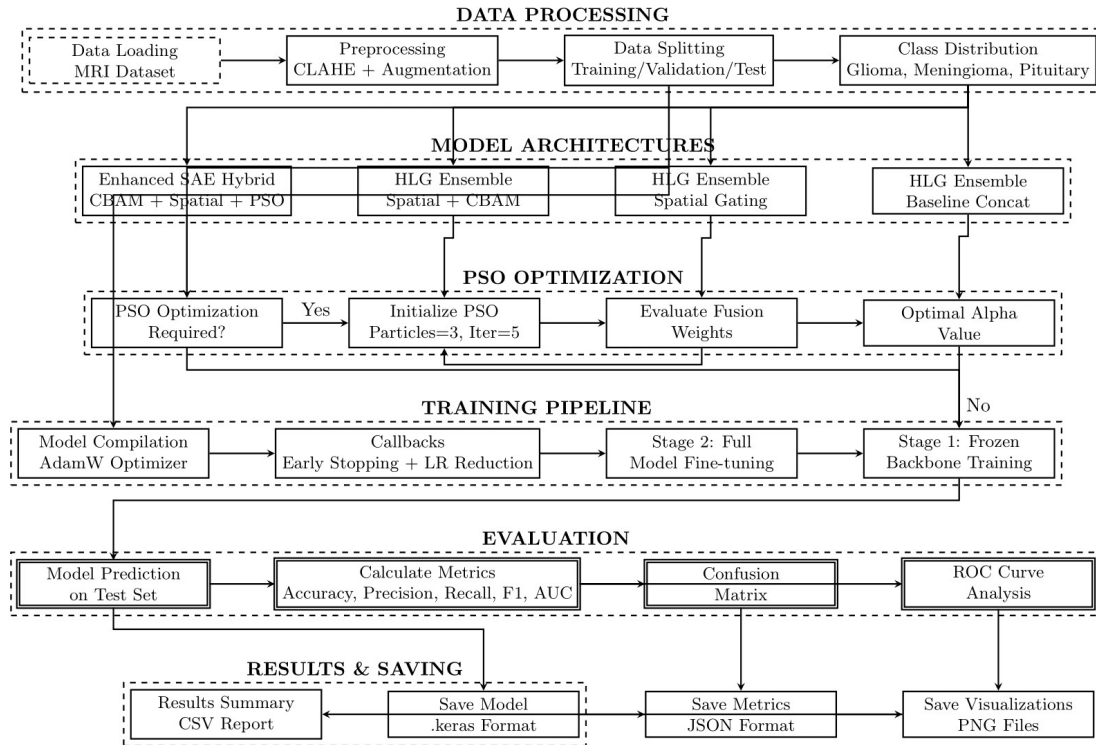 DATA PROCESSING
Data Loading
MRI Dataset
Preprocessing
CLAHE + Augmentation
Data Splitting
Training/Validation/Test
Class Distribution
Glioma, Meningioma, Pituitary
MODEL ARCHITECTURES
Enhanced SAE Hybrid
CBAM + Spatial + PSO
HLG Ensemble
Spatial + CBAM
HLG Ensemble
Spatial Gating
HLG Ensemble
Baseline Concat
PSO OPTIMIZATION
PSO Optimization
Required?
Yes
Initialize PSO
Particles=3, Iter=5
Evaluate Fusion
Weights
Optimal Alpha
Value
No
TRAINING PIPELINE
Model Compilation
AdamW Optimizer
Callbacks
Early Stopping + LR Reduction
Stage 2: Full
Model Fine-tuning
Stage 1: Frozen
Backbone Training
EVALUATION
Model Prediction
on Test Set
Calculate Metrics
Accuracy, Precision, Recall, F1, AUC
Confusion
Matrix
ROC Curve
Analysis
RESULTS & SAVING
Results Summary
CSV Report
Save Model
.keras Format
Save Metrics
JSON Format
Save Visualizations
PNG Files